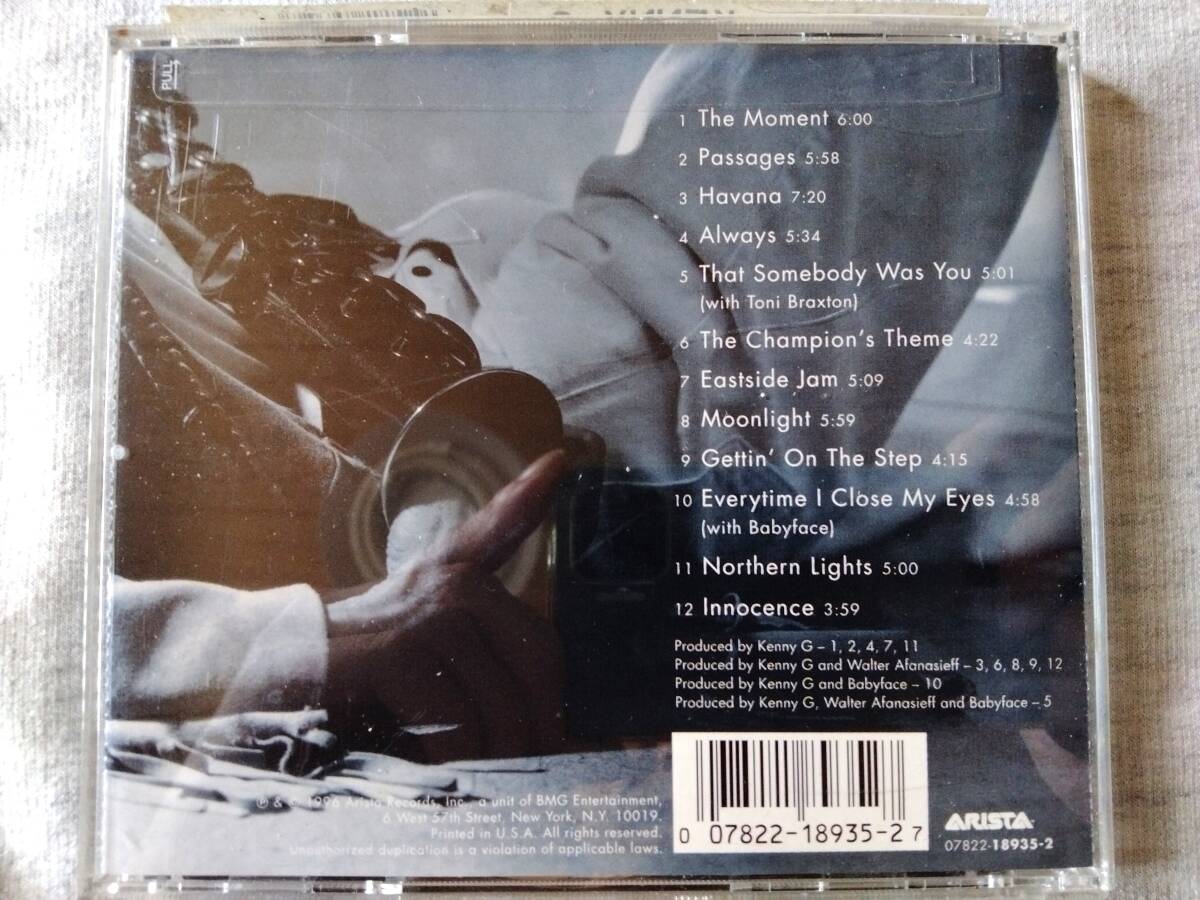 PULL
1 The Moment 6:00
2 Passages 5:58
3 Havana 7:20
4 Always 5:34
5 That Somebody Was You 5:01
(with Toni Braxton)
6 The Champion's Theme 4:22
7 Eastside Jam 5:09
8 Moonlight 5:59
9 Gettin' On The Step 4:15
10 Everytime I Close My Eyes 4:58
(with Babyface)
11 Northern Lights 5:00
12 Innocence 3:59
Produced by Kenny G – 1, 2, 4, 7, 11
Produced by Kenny G and Walter Afanasieff – 3, 6, 8, 9, 12
Produced by Kenny G and Babyface – 10
Produced by Kenny G, Walter Afanasieff and Babyface – 5
℗ & © 1996 Arista Records, Inc., a unit of BMG Entertainment,
6 West 57th Street, New York, N.Y. 10019.
Printed in U.S.A. All rights reserved.
Unauthorized duplication is a violation of applicable laws.
0 07822-18935-2 7
ARISTA
07822-18935-2